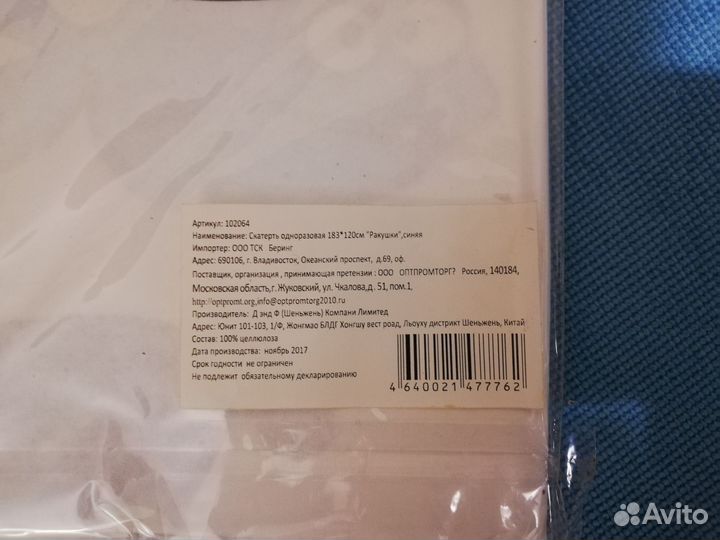 Артикул: 102064
Наименование: Скатерть одноразовая 183*120см "Ракушки",синяя
Импортер: ООО ТСК Беринг
Адрес: 690106, г. Владивосток, Океанский проспект, д.69, оф.
Поставщик, организация , принимающая претензии : ООО ОПТПРОМТОРГ? Россия, 140184,
Московская область,г. Жуковский, ул. Чкалова,д. 51, пом.1,
http://optpromt.org,info@optpromtorg2010.ru
Производитель: Д энд Ф (Шеньжень) Компани Лимитед
Адрес: Юнит 101-103, 1/Ф, Жонгмао БЛДГ Хонгшу вест роад, Льоуху дистрикт Шеньжень, Китай
Состав: 100% целлюлоза
Дата производства: ноябрь 2017
Срок годности не ограничен
Не подлежит обязательному декларированию
4 640021 477762
Avito